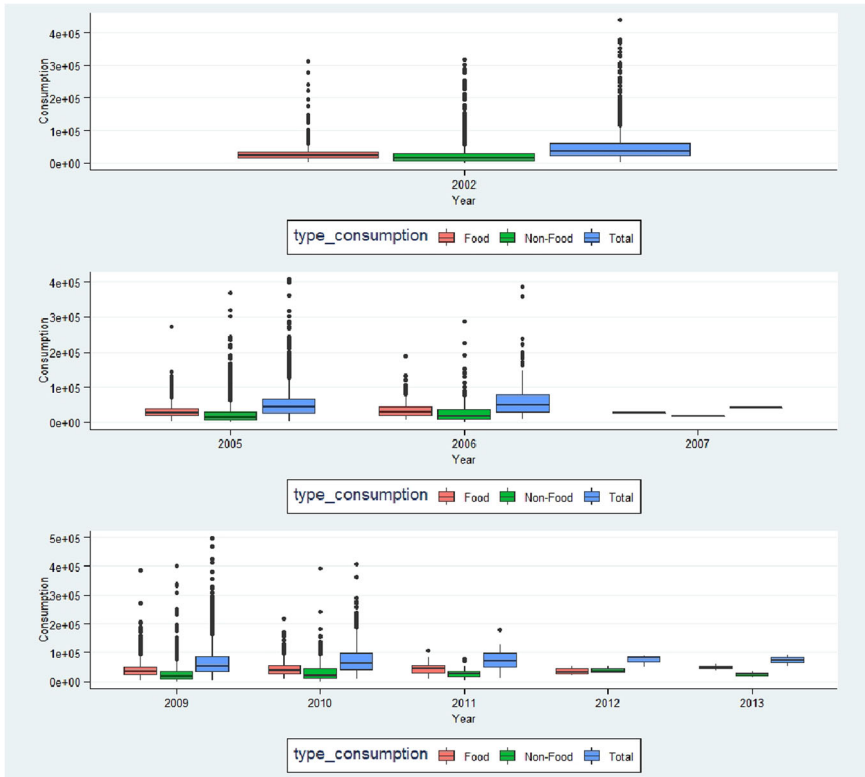 Consumption
4e+05
3e+05
2e+05
1e+05
0e+00
2002
Year
type_consumption Food Non-Food Total
Consumption
4e+05
3e+05
2e+05
1e+05
0e+00
2005 2006 2007
Year
type_consumption Food Non-Food Total
Consumption
5e+05
4e+05
3e+05
2e+05
1e+05
0e+00
2009 2010 2011 2012 2013
Year
type_consumption Food Non-Food Total